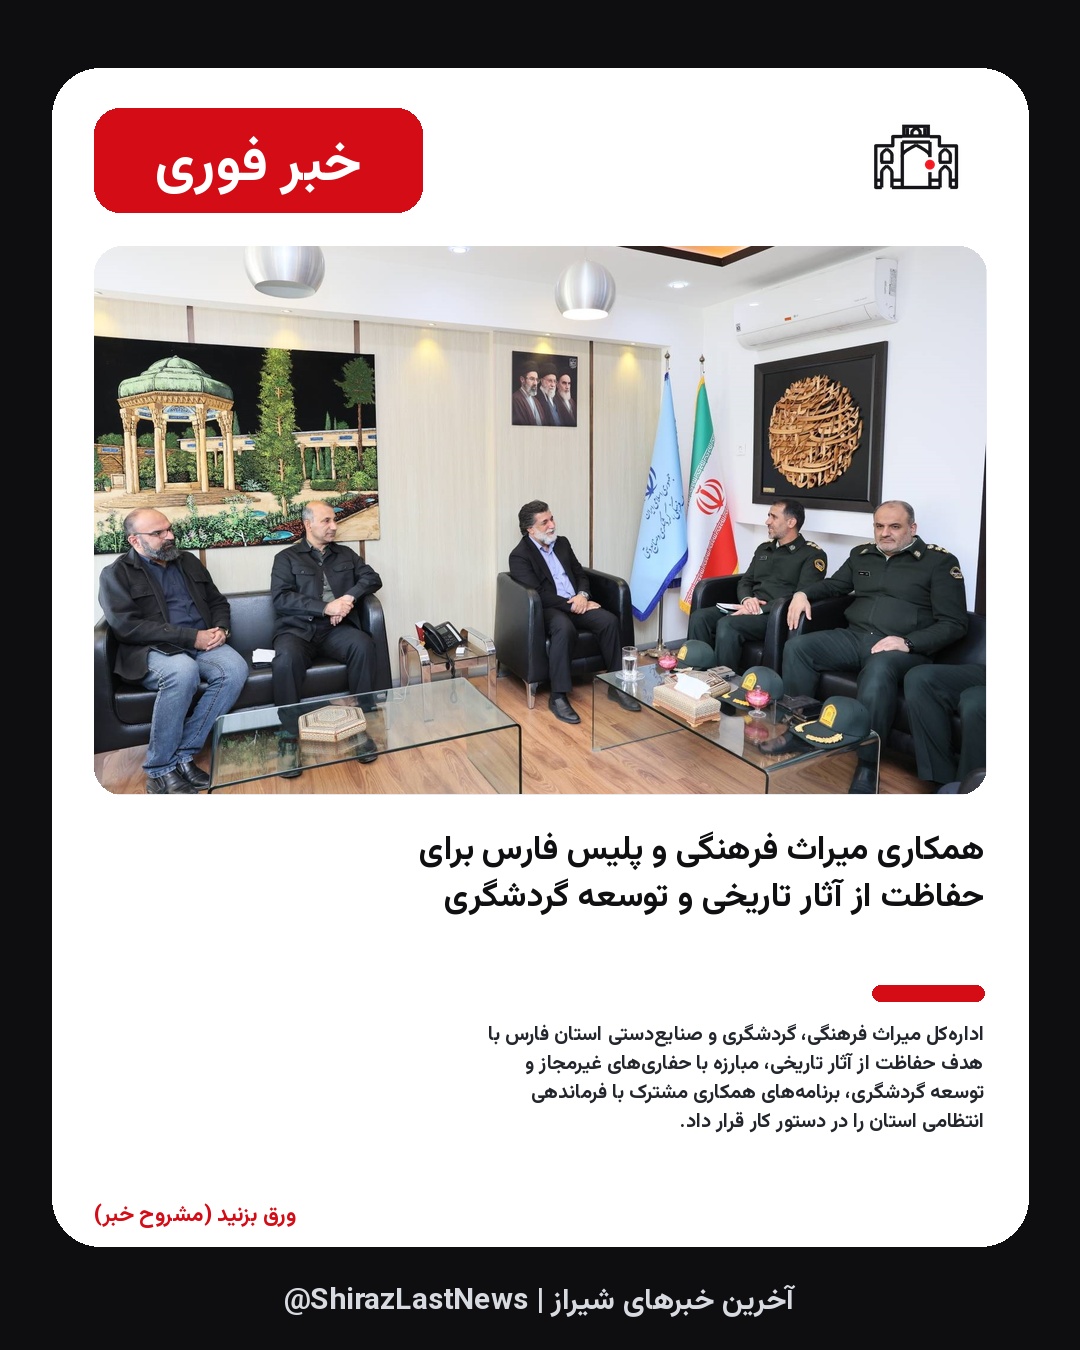 خبر فوری
همکاری میراث فرهنگی و پلیس فارس برای
حفاظت از آثار تاریخی و توسعه گردشگری
اداره‌کل میراث فرهنگی، گردشگری و صنایع‌دستی استان فارس با
هدف حفاظت از آثار تاریخی، مبارزه با حفاری‌های غیرمجاز و
توسعه گردشگری، برنامه‌های همکاری مشترک با فرماندهی
انتظامی استان را در دستور کار قرار داد.
ورق بزنید (مشروح خبر)
آخرین خبرهای شیراز | @ShirazLastNews